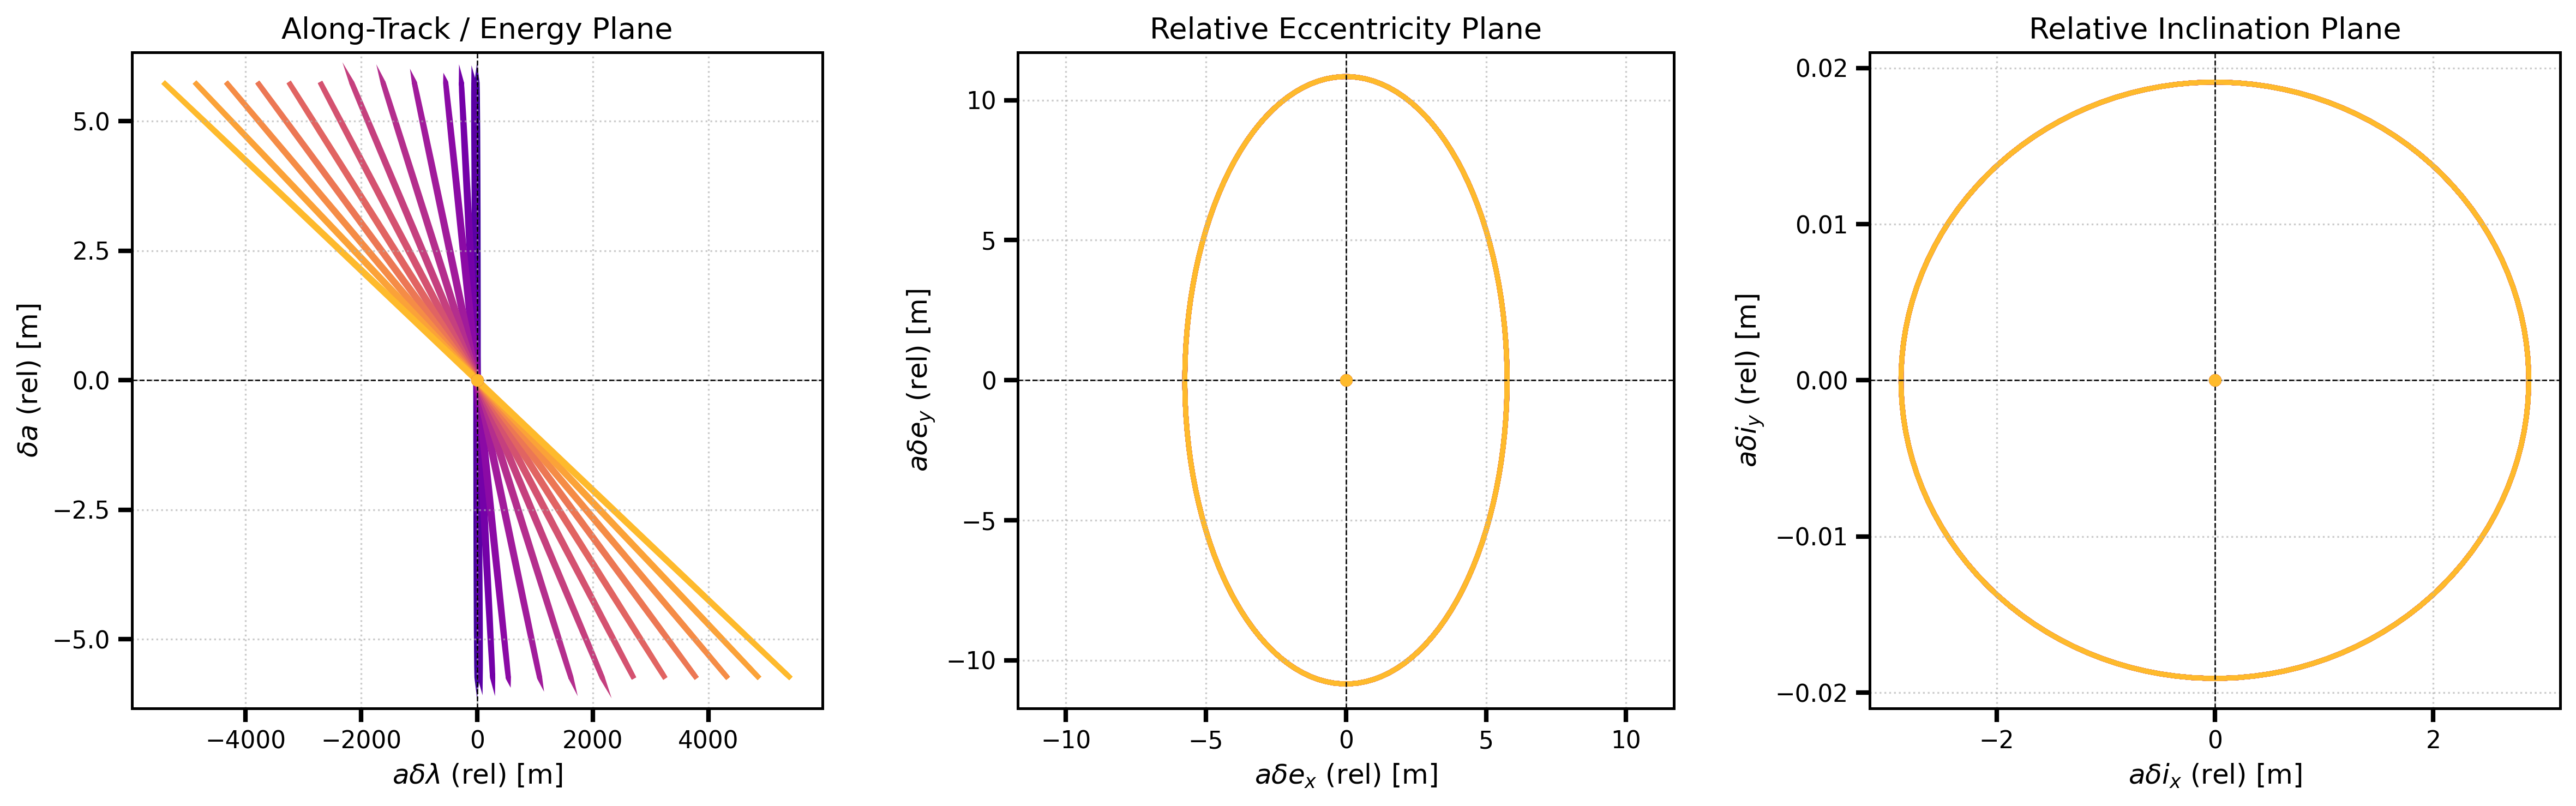 Along-Track / Energy Plane
δa (rel) [m]
5.0
2.5
0.0
−2.5
−5.0
−4000 −2000 0 2000 4000
aδλ (rel) [m]
Relative Eccentricity Plane
aδe_y (rel) [m]
10
5
0
−5
−10
−10 −5 0 5 10
aδe_x (rel) [m]
Relative Inclination Plane
aδi_y (rel) [m]
0.02
0.01
0.00
−0.01
−0.02
−2 0 2
aδi_x (rel) [m]